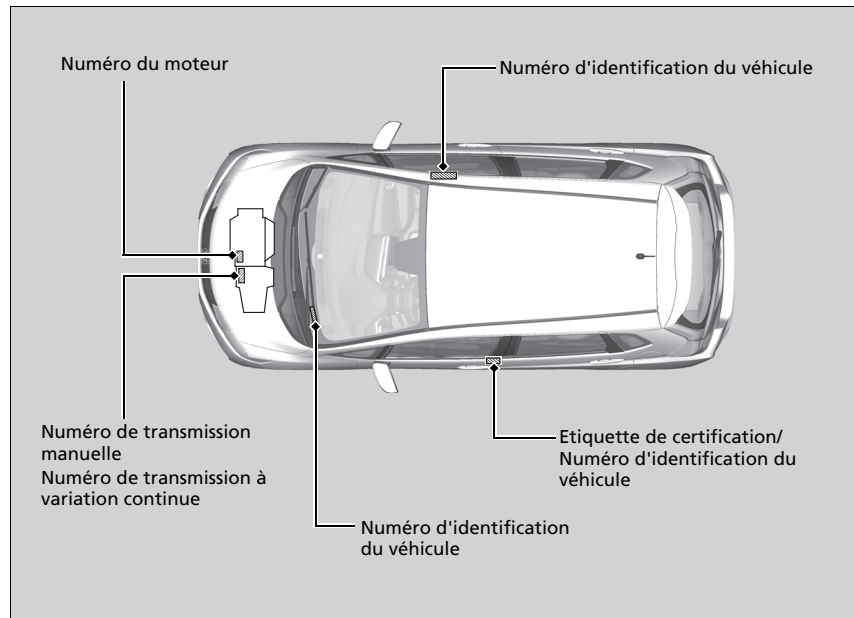 Numéro du moteur
Numéro d'identification du véhicule
Numéro de transmission
manuelle
Numéro de transmission à
variation continue
Etiquette de certification/
Numéro d'identification du
véhicule
Numéro d'identification
du véhicule